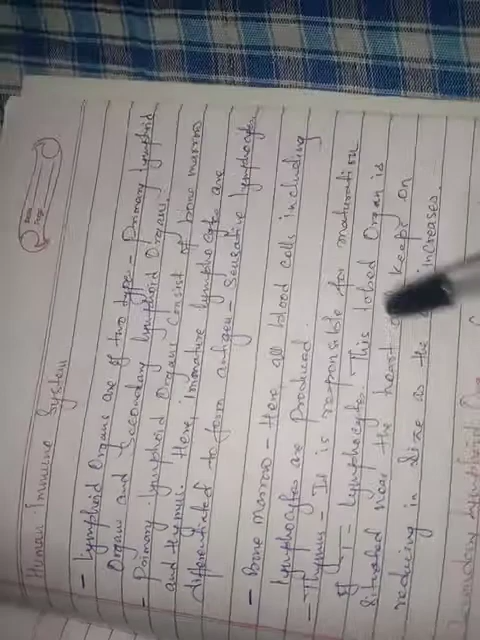 Human Immune System
- Lymphoid Organs are of two type - Primary lymphoid
Organs and Secondary lymphoid Organs.
- Primary lymphoid Organs Consist of bone marrow
and thymus. Here, immature lymphocytes are
differentiated to form antigen - Sensative lymphocytes
- Bone marrow - Here all blood cells including
lymphocytes are Produced.
- Thymus - It is responsible for maturation
of T - lymphocytes. This lobed Organ is
Situated near the heart keeps on
reducing in Size as the increases.
Secondary lymphoid